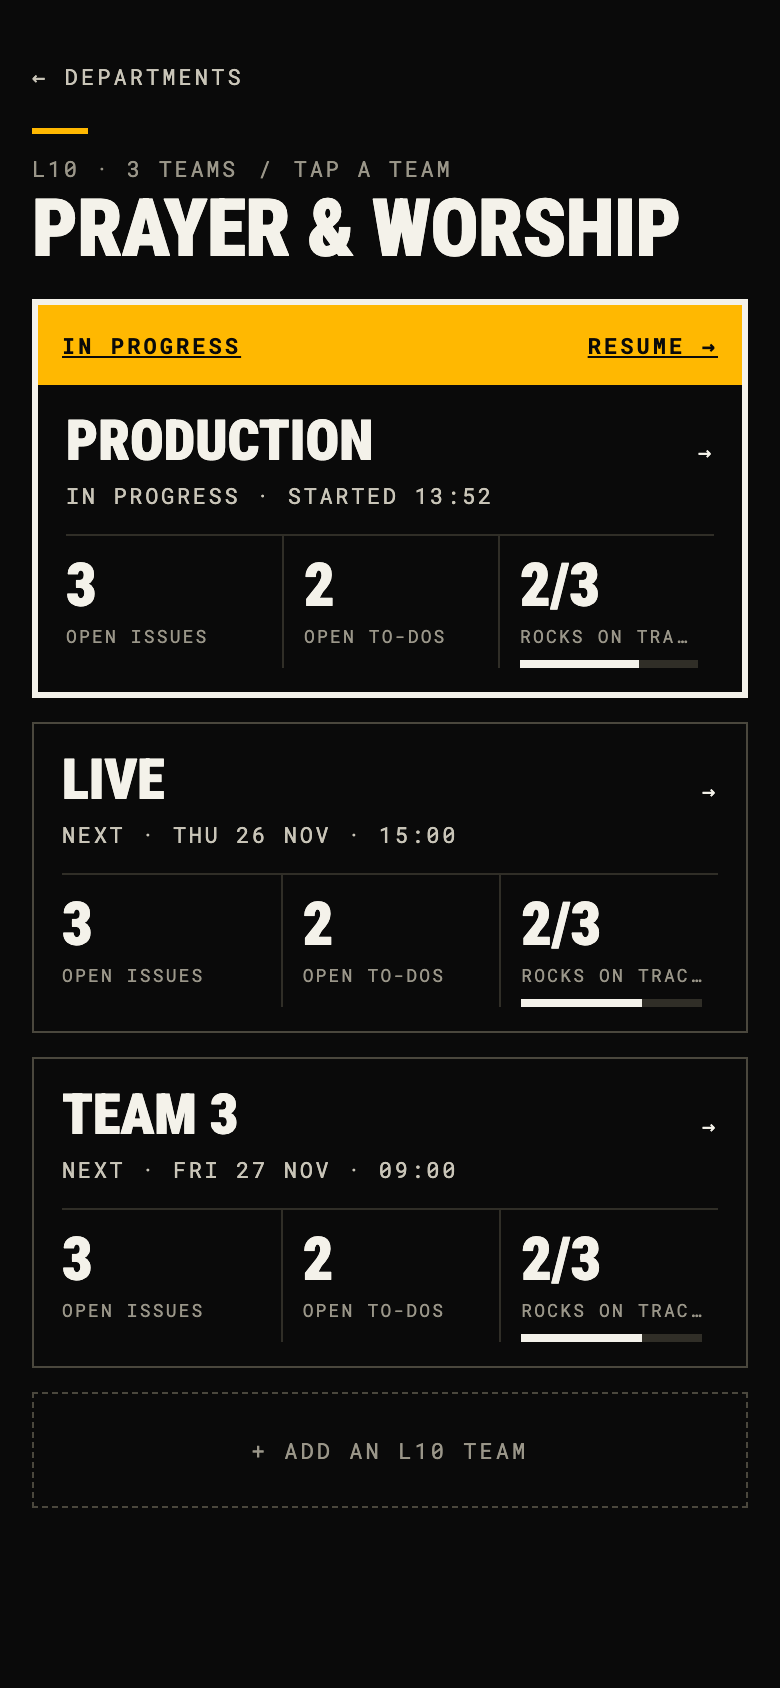 ← DEPARTMENTS
L10 · 3 TEAMS / TAP A TEAM
PRAYER & WORSHIP
IN PROGRESS RESUME →
PRODUCTION →
IN PROGRESS · STARTED 13:52
3 2 2/3
OPEN ISSUES OPEN TO-DOS ROCKS ON TRA…
LIVE →
NEXT · THU 26 NOV · 15:00
3 2 2/3
OPEN ISSUES OPEN TO-DOS ROCKS ON TRAC…
TEAM 3 →
NEXT · FRI 27 NOV · 09:00
3 2 2/3
OPEN ISSUES OPEN TO-DOS ROCKS ON TRAC…
+ ADD AN L10 TEAM